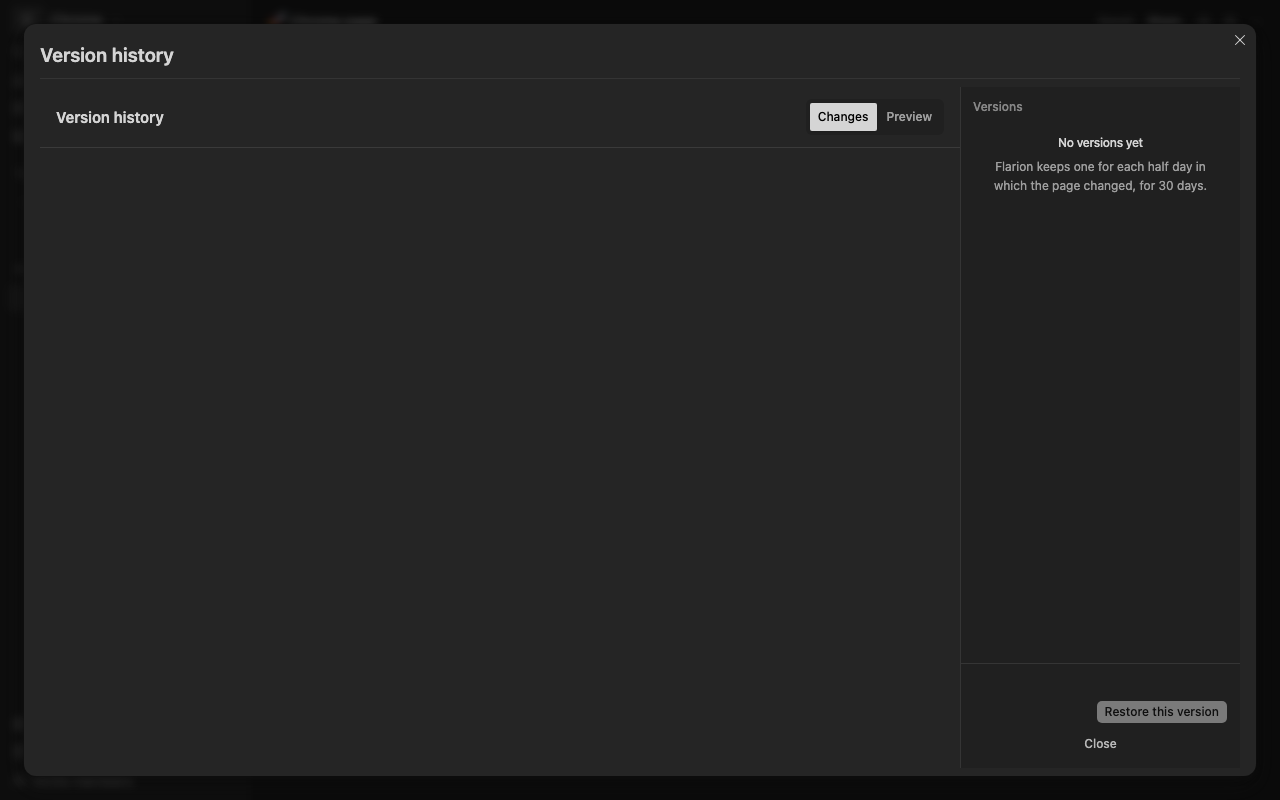 Version history
Version history
Changes
Preview
Versions
No versions yet
Flarion keeps one for each half day in
which the page changed, for 30 days.
Restore this version
Close